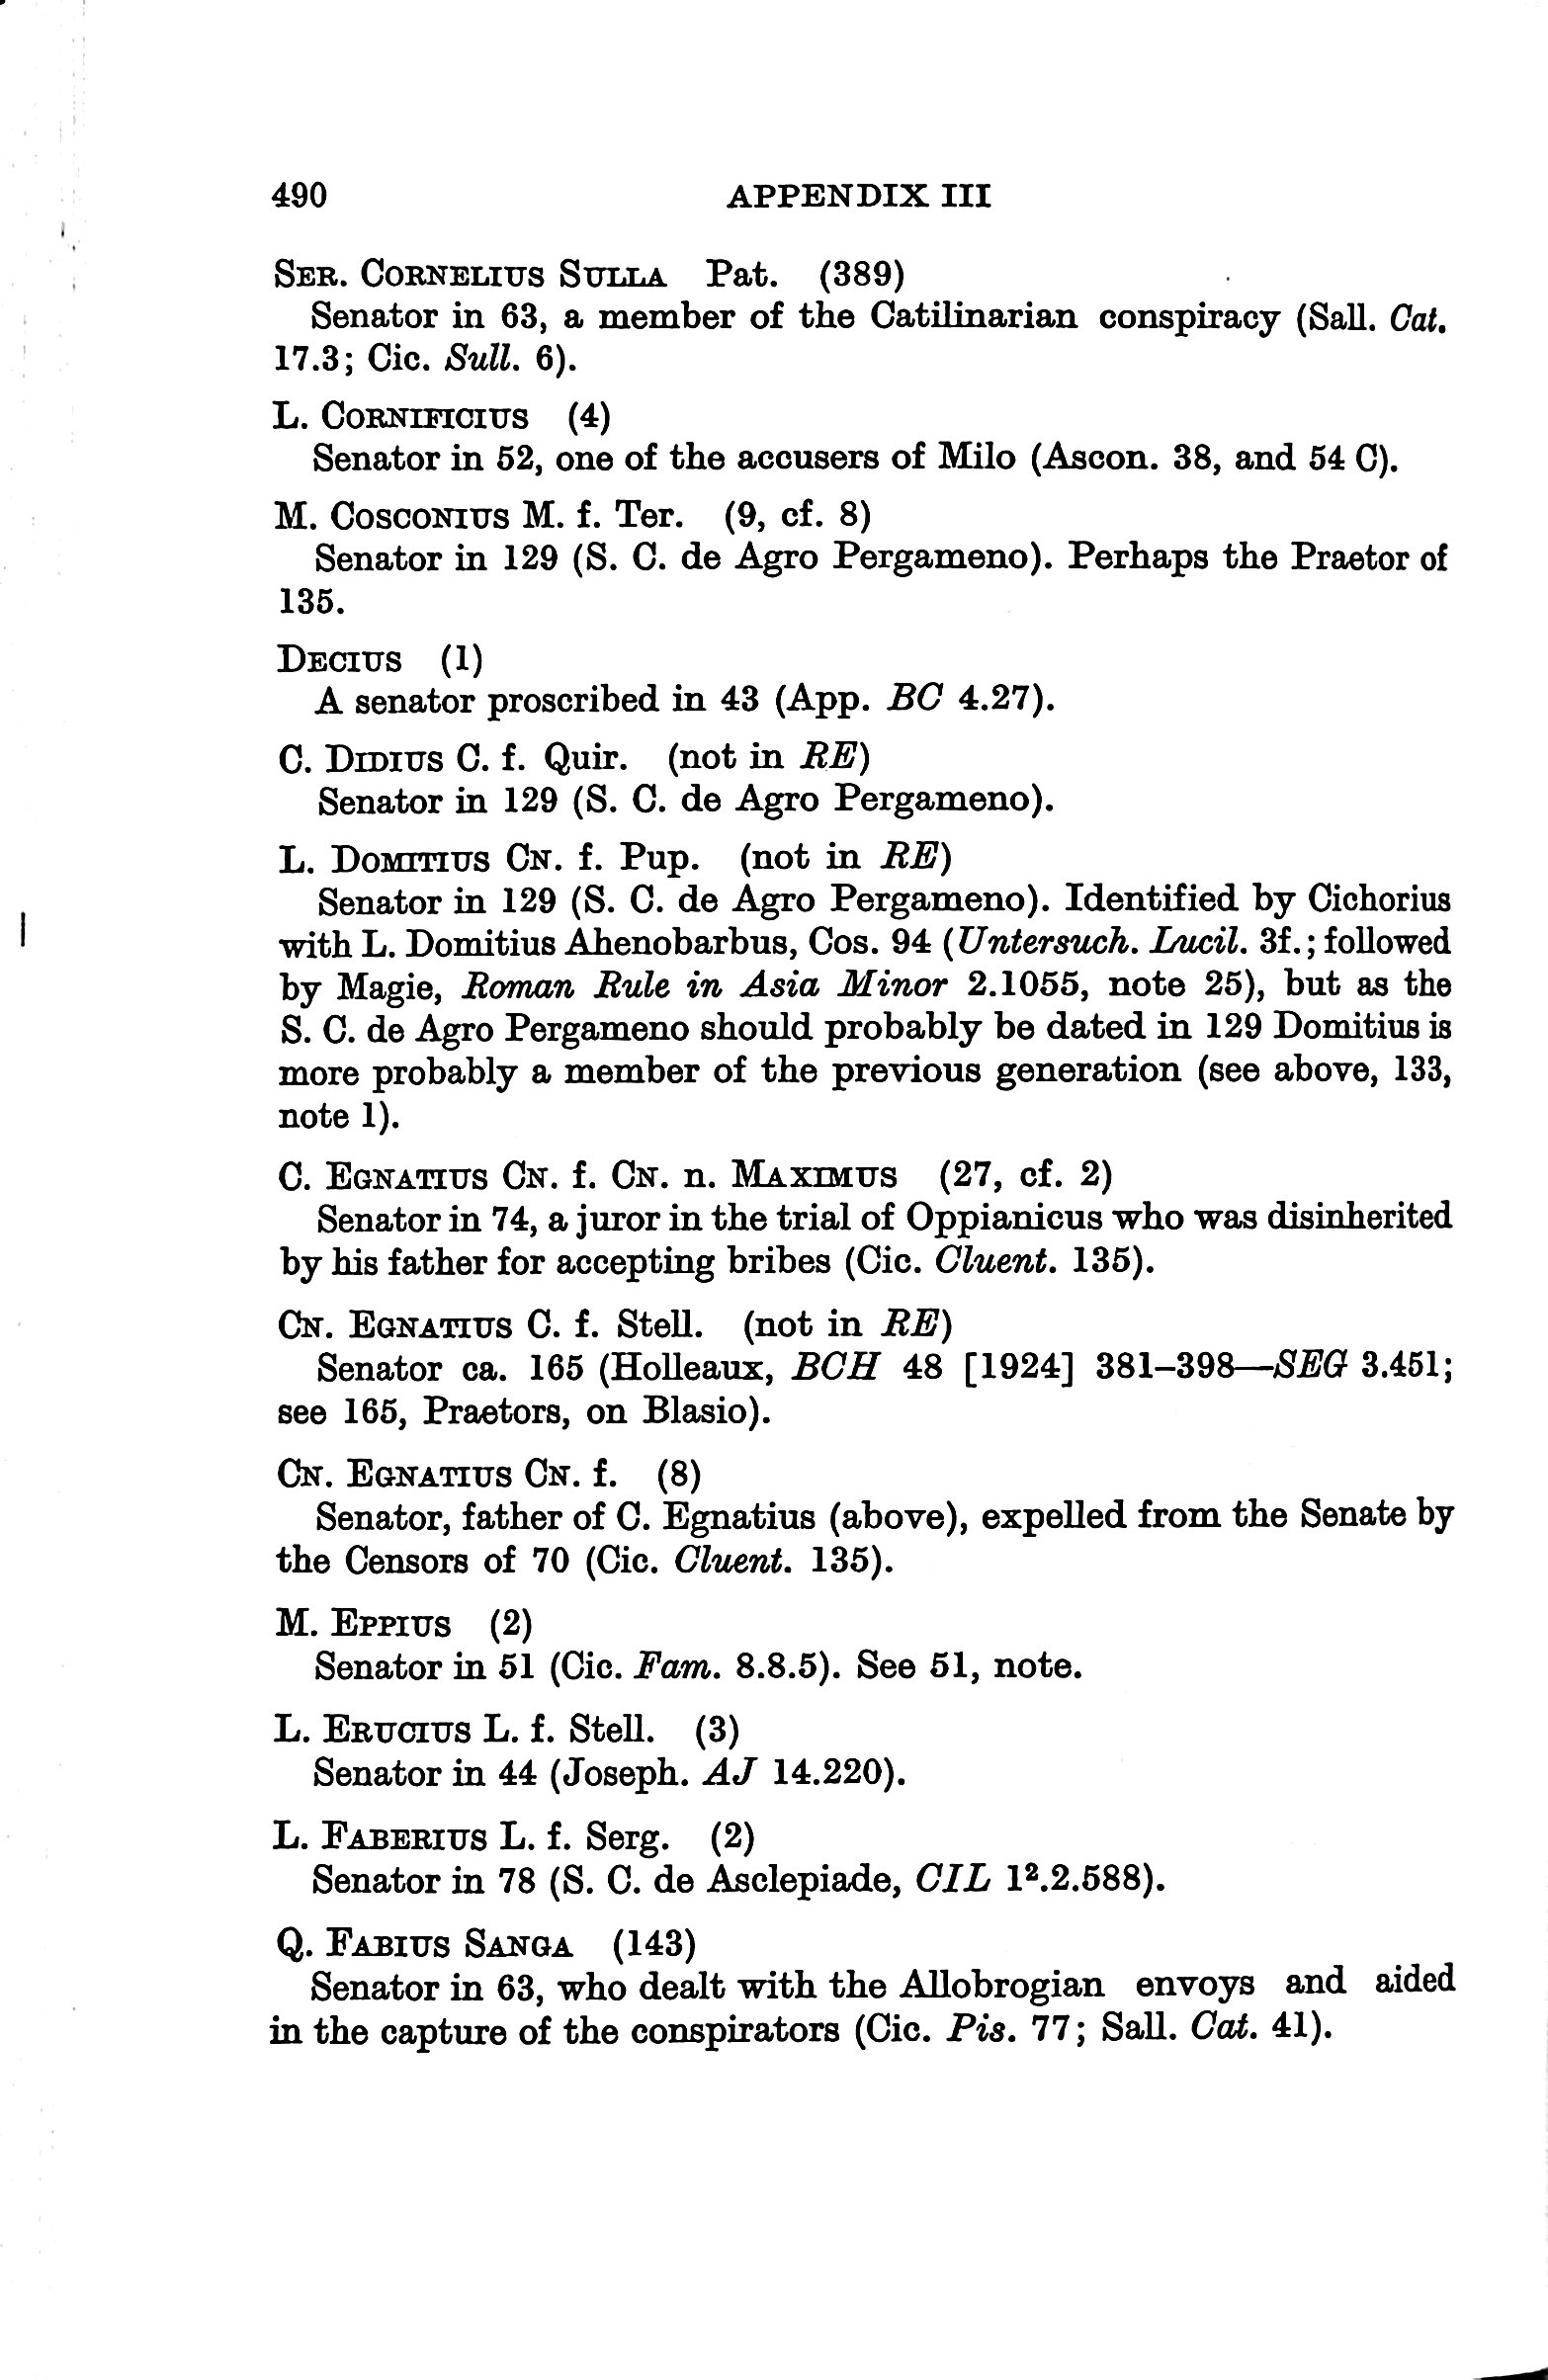 490 APPENDIX III
SER. CORNELIUS SULLA Pat. (389)
Senator in 63, a member of the Catilinarian conspiracy (Sall. Cat.
17.3; Cic. Sull. 6).
L. CORNIFICIUS (4)
Senator in 52, one of the accusers of Milo (Ascon. 38, and 54 C).
M. COSCONIUS M. f. Ter. (9, cf. 8)
Senator in 129 (S. C. de Agro Pergameno). Perhaps the Praetor of
135.
DECIUS (1)
A senator proscribed in 43 (App. BC 4.27).
C. DIDIUS C. f. Quir. (not in RE)
Senator in 129 (S. C. de Agro Pergameno).
L. DOMITIUS CN. f. Pup. (not in RE)
Senator in 129 (S. C. de Agro Pergameno). Identified by Cichorius
with L. Domitius Ahenobarbus, Cos. 94 (Untersuch. Lucil. 3f.; followed
by Magie, Roman Rule in Asia Minor 2.1055, note 25), but as the
S. C. de Agro Pergameno should probably be dated in 129 Domitius is
more probably a member of the previous generation (see above, 133,
note 1).
C. EGNATIUS CN. f. CN. n. MAXIMUS (27, cf. 2)
Senator in 74, a juror in the trial of Oppianicus who was disinherited
by his father for accepting bribes (Cic. Cluent. 135).
CN. EGNATIUS C. f. Stell. (not in RE)
Senator ca. 165 (Holleaux, BCH 48 [1924] 381–398—SEG 3.451;
see 165, Praetors, on Blasio).
CN. EGNATIUS CN. f. (8)
Senator, father of C. Egnatius (above), expelled from the Senate by
the Censors of 70 (Cic. Cluent. 135).
M. EPPIUS (2)
Senator in 51 (Cic. Fam. 8.8.5). See 51, note.
L. ERUCIUS L. f. Stell. (3)
Senator in 44 (Joseph. AJ 14.220).
L. FABERIUS L. f. Serg. (2)
Senator in 78 (S. C. de Asclepiade, CIL 1².2.588).
Q. FABIUS SANGA (143)
Senator in 63, who dealt with the Allobrogian envoys and aided
in the capture of the conspirators (Cic. Pis. 77; Sall. Cat. 41).